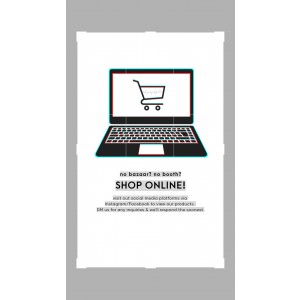 no bazaar? no booth?
SHOP ONLINE!
visit out social media platforms via
Instagram/Facebook to view our products.
DM us for any inquiries & we'll respond the soonest.